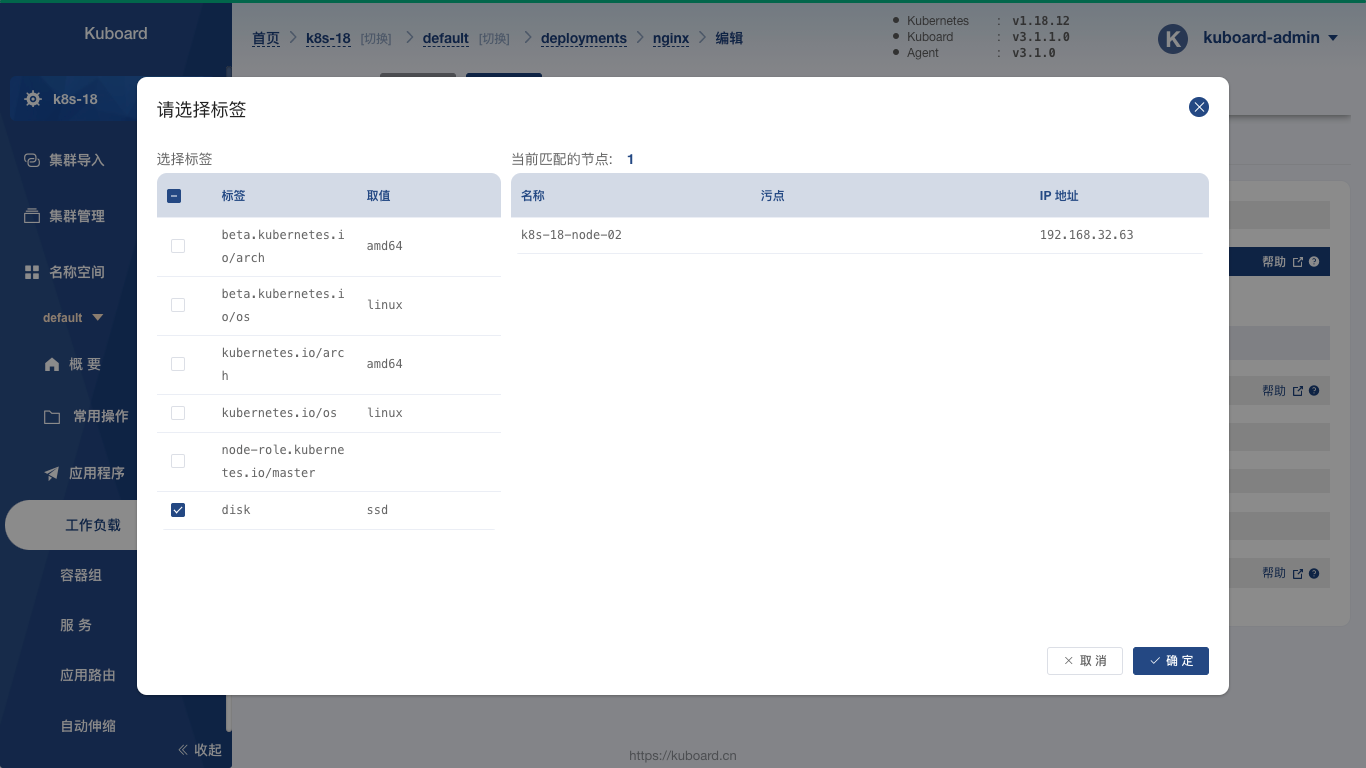 Kuboard
首页
k8s-18 [切换]
default [切换]
deployments
nginx
编辑
Kubernetes : v1.18.12
Kuboard : v3.1.1.0
Agent : v3.1.0
K
kuboard-admin
k8s-18
集群导入
集群管理
名称空间
default
概 要
常用操作
应用程序
工作负载
容器组
服 务
应用路由
自动伸缩
收起
请选择标签
选择标签
标签 取值
beta.kubernetes.i
o/arch
amd64
beta.kubernetes.i
o/os
linux
kubernetes.io/arc
h
amd64
kubernetes.io/os linux
node-role.kuberne
tes.io/master
disk ssd
当前匹配的节点: 1
名称 污点 IP 地址
k8s-18-node-02 192.168.32.63
取 消
确 定
帮助
帮助
帮助
https://kuboard.cn